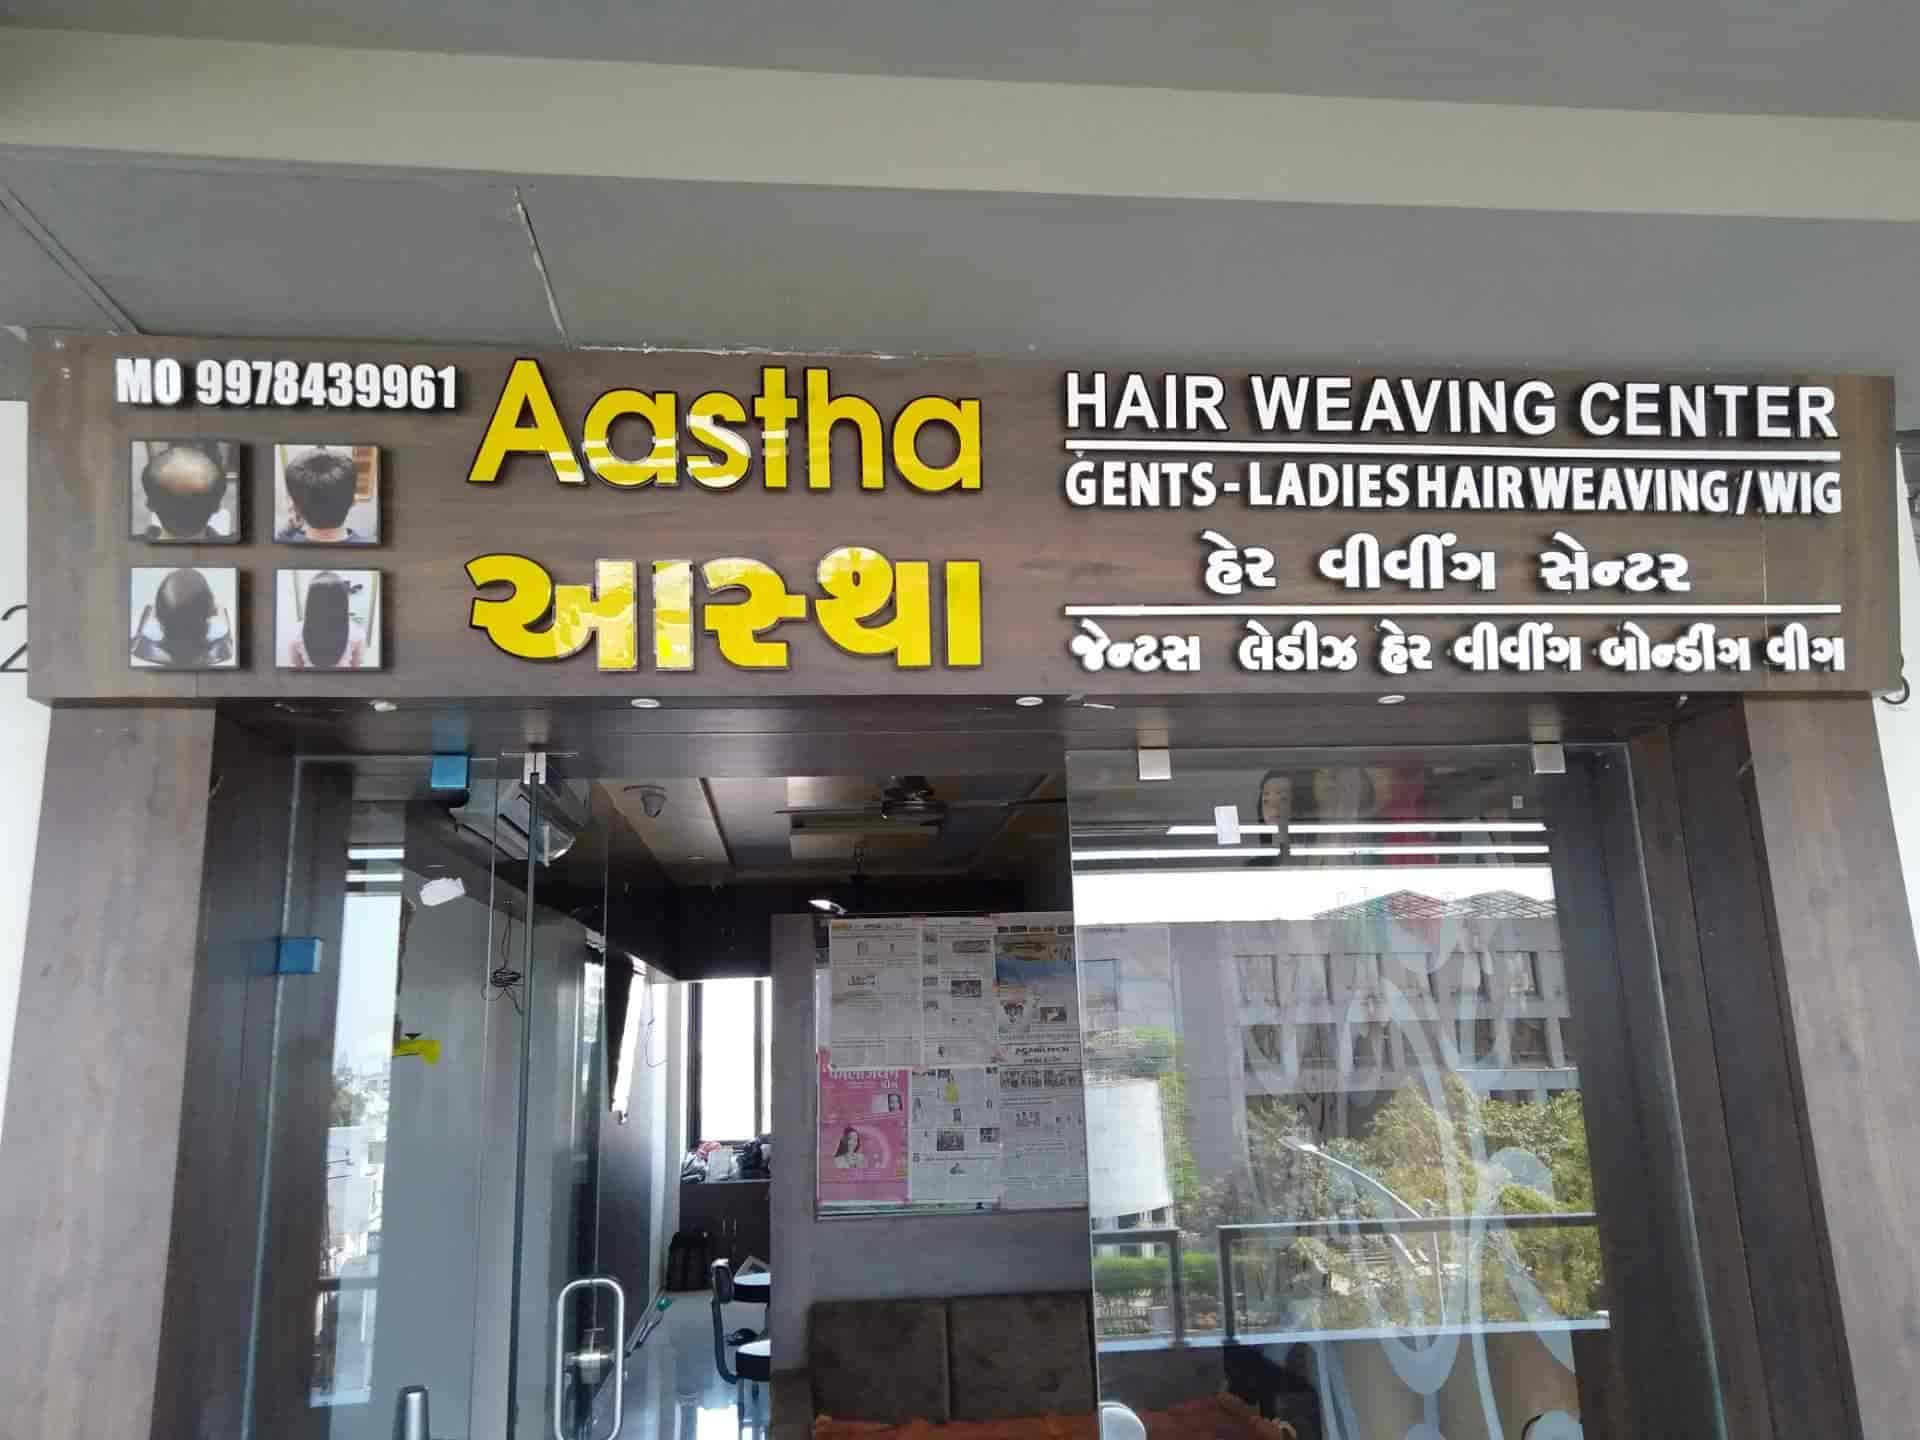 MO 9978439961
Aastha
આસ્થા
HAIR WEAVING CENTER
GENTS - LADIES HAIR WEAVING / WIG
હેર વીવીંગ સેન્ટર
જેન્ટસ લેડીઝ હેર વીવીંગ બોન્ડીંગ વીગ